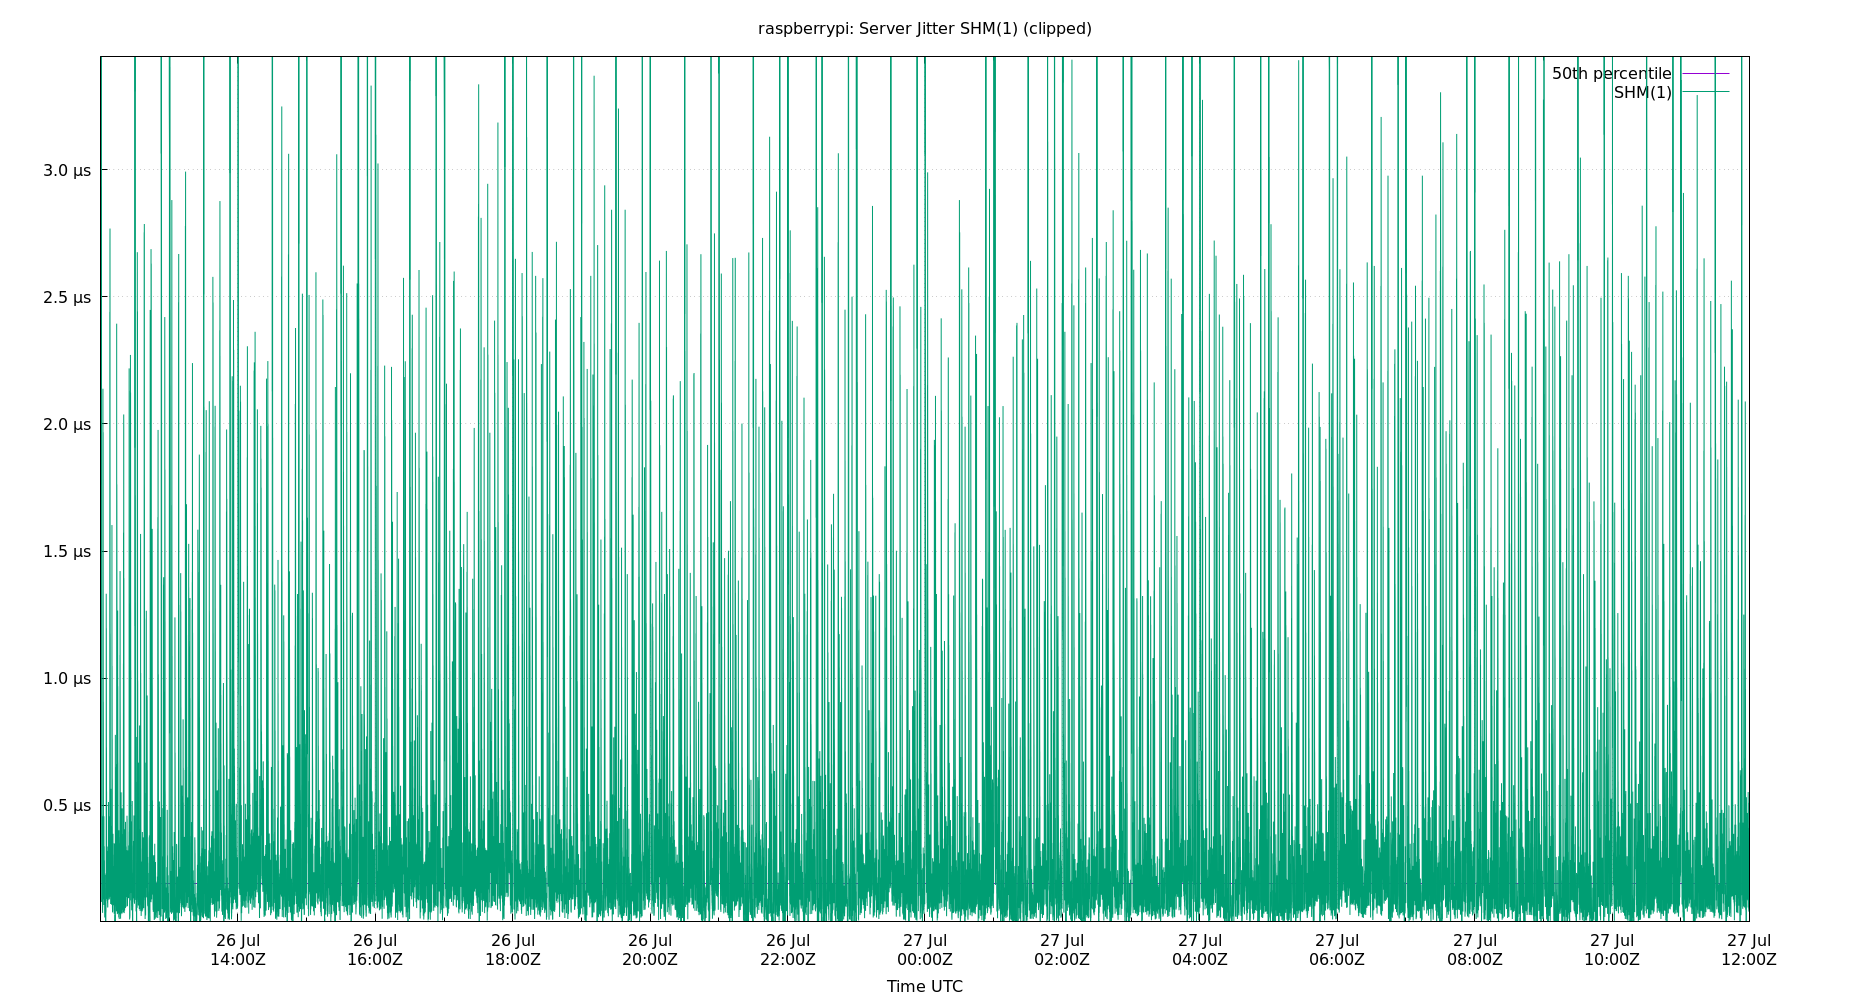 raspberrypi: Server Jitter SHM(1) (clipped)
50th percentile
SHM(1)
3.0 µs
2.5 µs
2.0 µs
1.5 µs
1.0 µs
0.5 µs
26 Jul 26 Jul 26 Jul 26 Jul 26 Jul 27 Jul 27 Jul 27 Jul 27 Jul 27 Jul 27 Jul 27 Jul
14:00Z 16:00Z 18:00Z 20:00Z 22:00Z 00:00Z 02:00Z 04:00Z 06:00Z 08:00Z 10:00Z 12:00Z
Time UTC